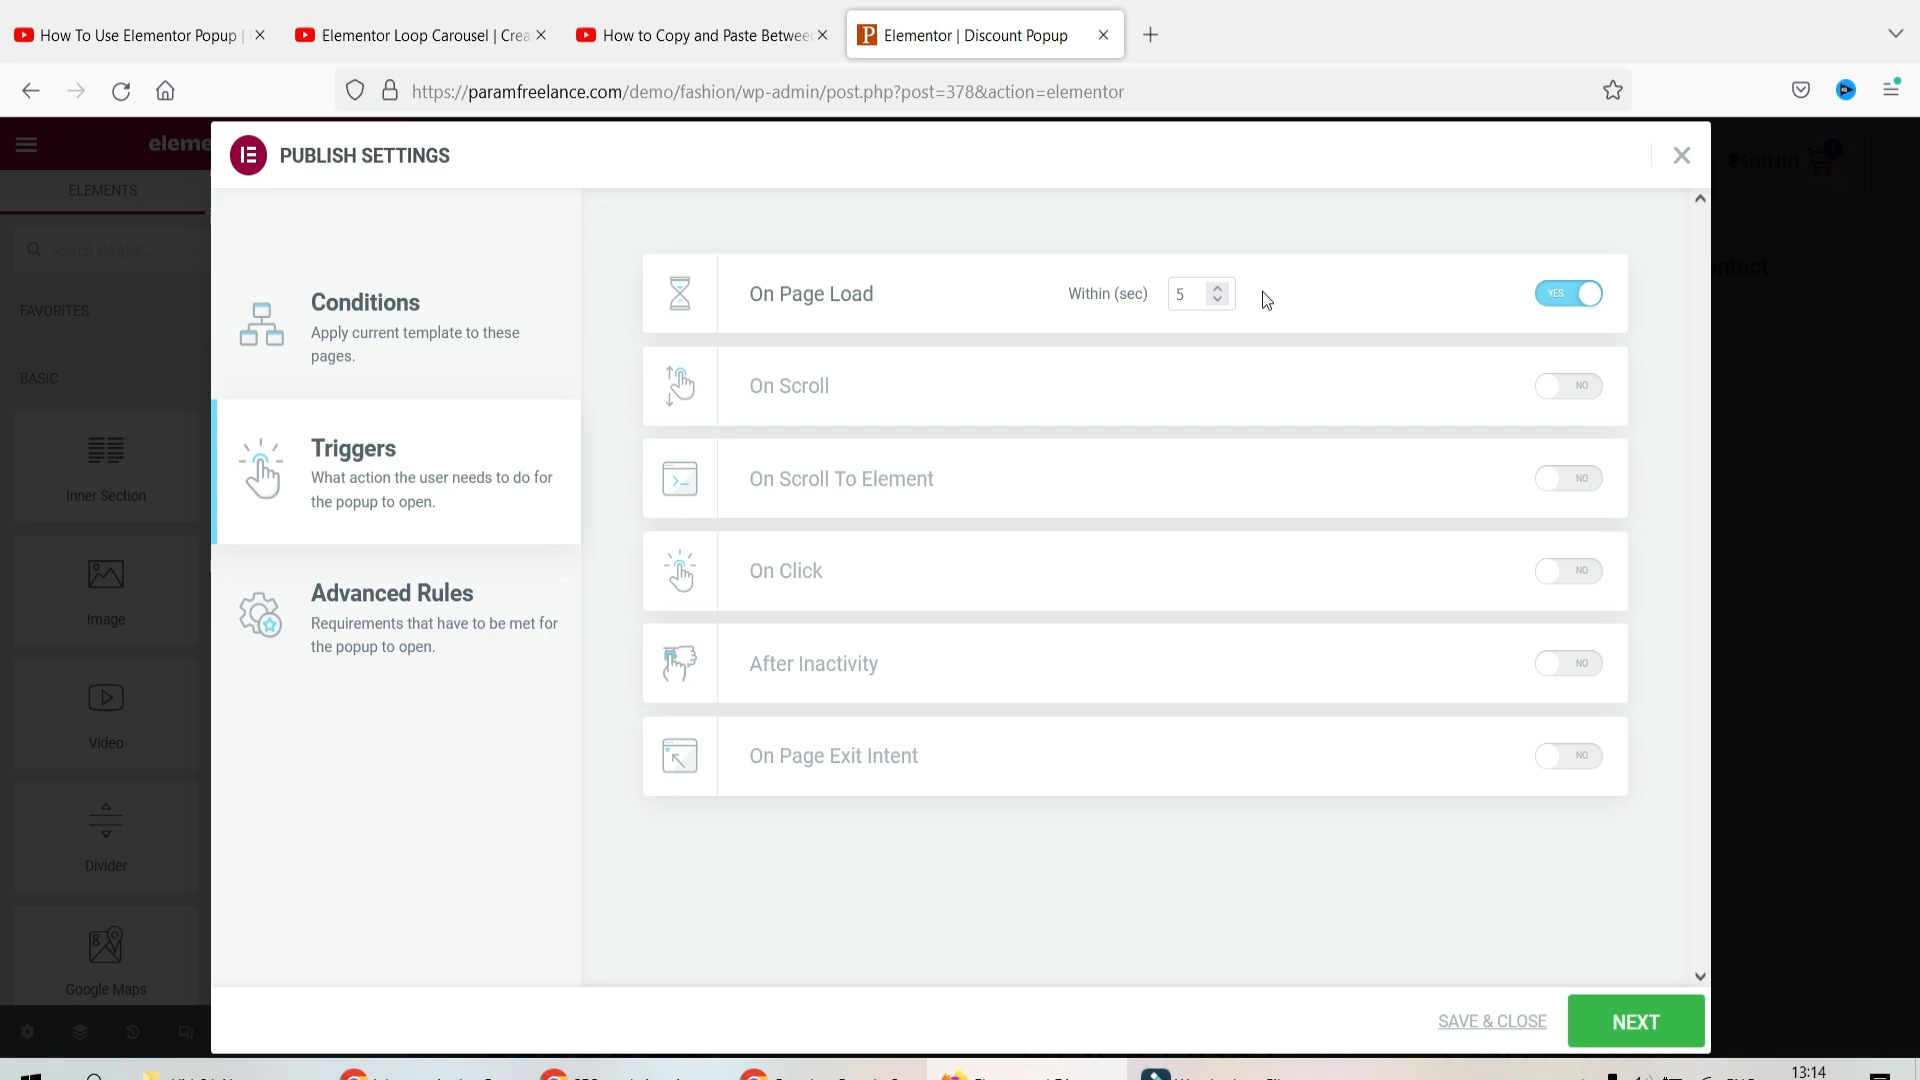 How To Use Elementor Popup |
Elementor Loop Carousel | Crea
How to Copy and Paste Betwee
Elementor | Discount Popup
https://paramfreelance.com/demo/fashion/wp-admin/post.php?post=378&action=elementor
eleme
PUBLISH SETTINGS
₹500.00
1
ELEMENTS
Search Widget...
ontact
FAVORITES
BASIC
Inner Section
Image
Video
Divider
Google Maps
Conditions
Apply current template to these
pages.
Triggers
What action the user needs to do for
the popup to open.
Advanced Rules
Requirements that have to be met for
the popup to open.
On Page Load
Within (sec)
5
YES
On Scroll
NO
On Scroll To Element
NO
On Click
NO
After Inactivity
NO
On Page Exit Intent
NO
SAVE & CLOSE
NEXT
13:14